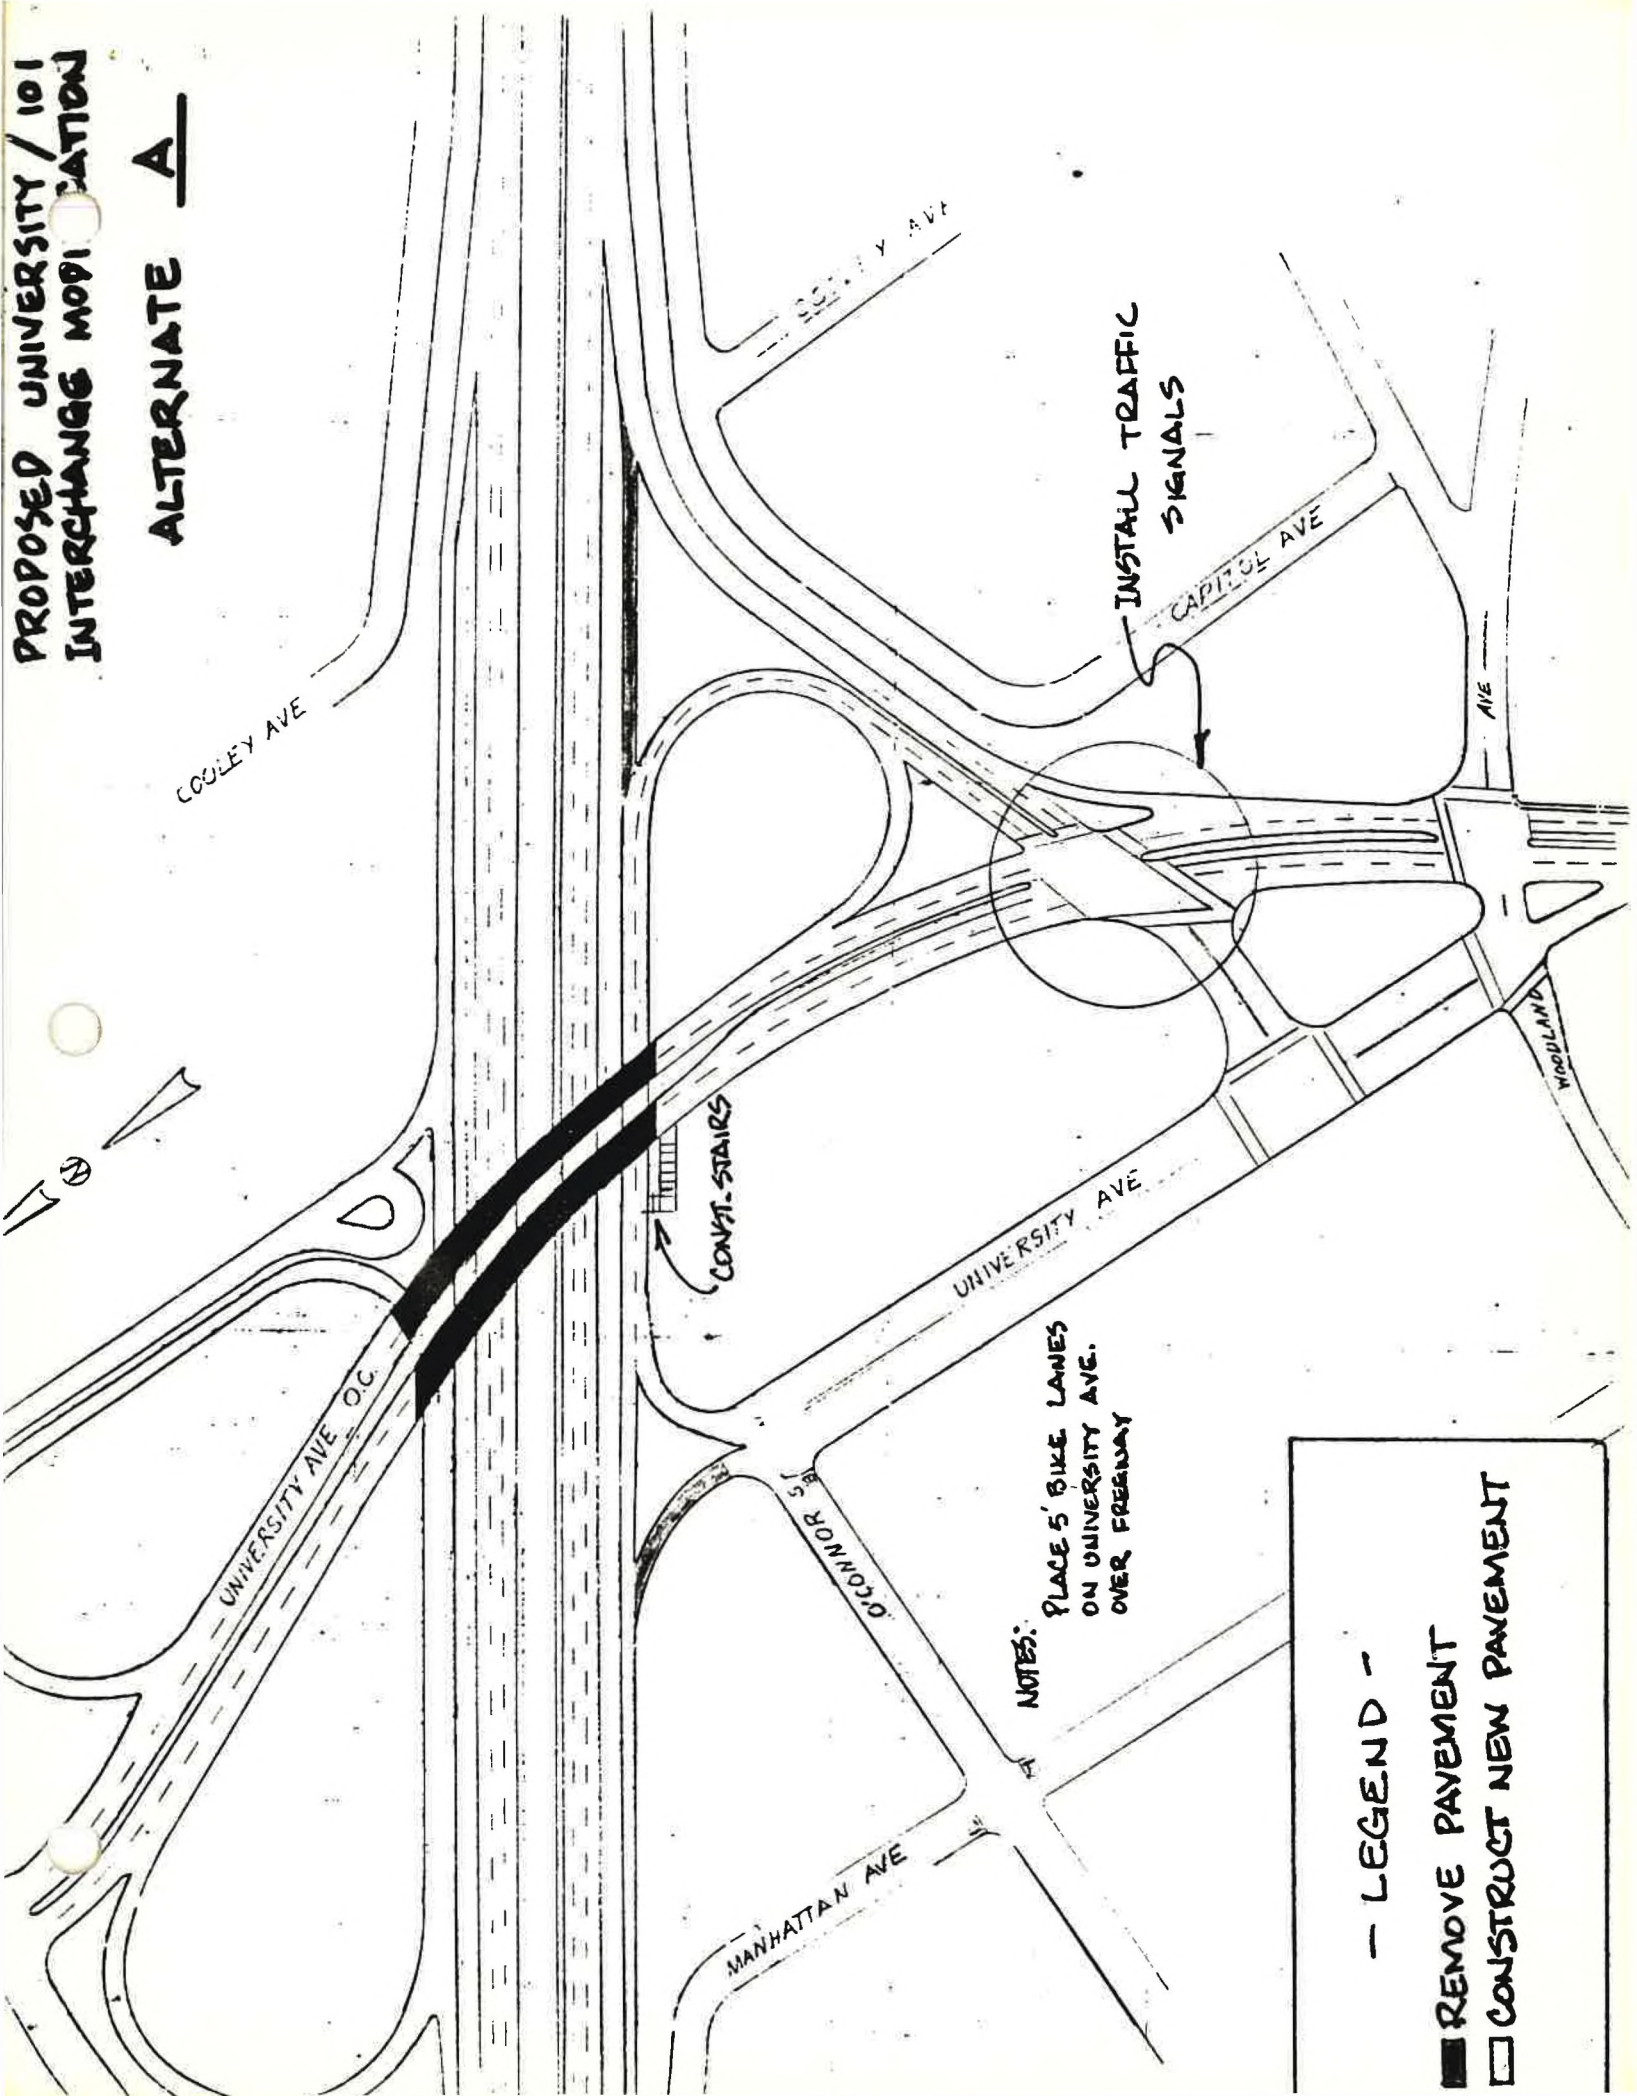 PROPOSED UNIVERSITY / 101
INTERCHANGE MODI CATION
ALTERNATE A
N
COOLEY AVE
AVE
INSTALL TRAFFIC
SIGNALS
CAPITOL AVE
AVE
UNIVERSITY AVE O.C.
CONST. STAIRS
UNIVERSITY AVE
WOODLAND
O'CONNOR S
MANHATTAN AVE
NOTES:
PLACE 5' BIKE LANES
ON UNIVERSITY AVE.
OVER FREEWAY
- LEGEND -
REMOVE PAVEMENT
CONSTRUCT NEW PAVEMENT